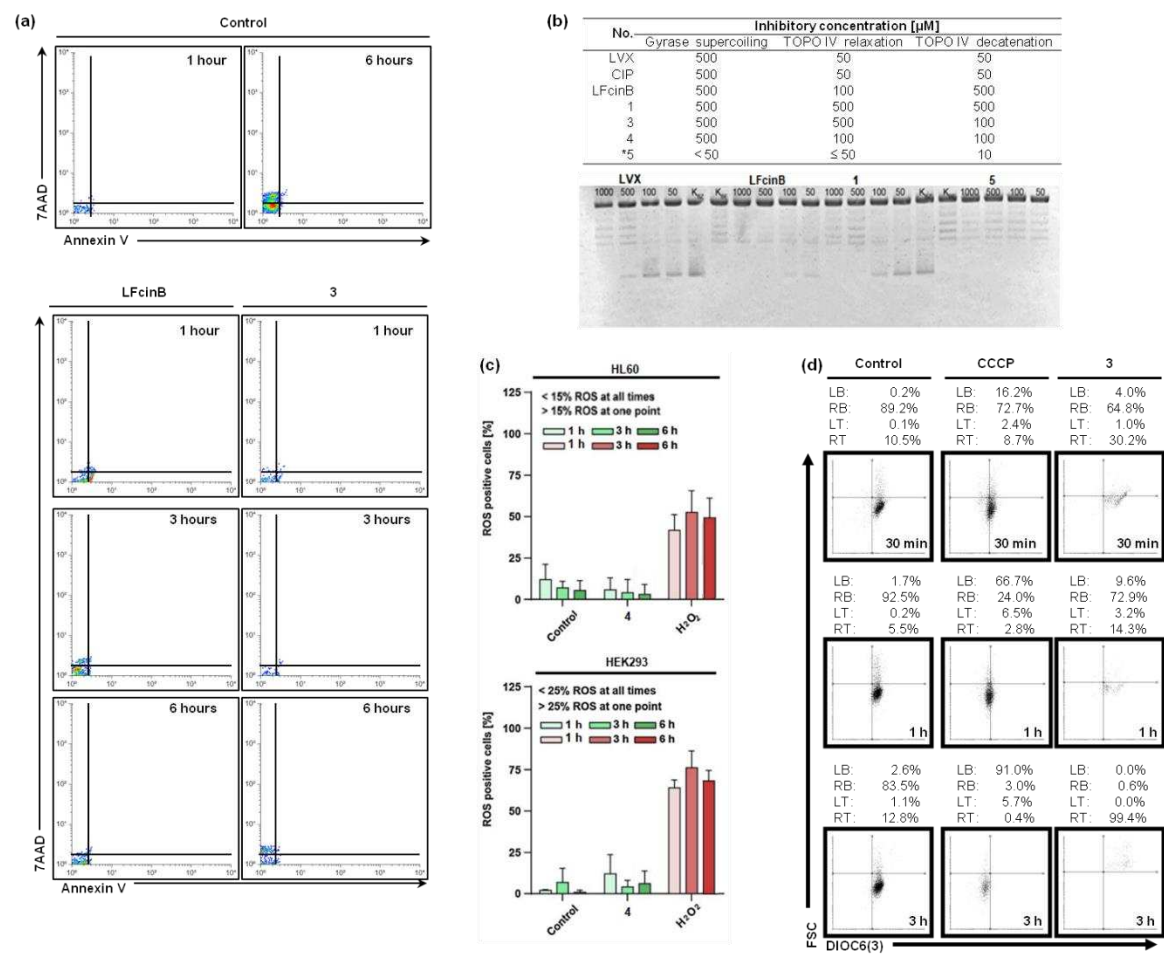 (a)
Control
7AAD
1 hour
6 hours
Annexin V
LFcinB
3
7AAD
1 hour
1 hour
3 hours
3 hours
6 hours
6 hours
Annexin V
(b)
No.
Inhibitory concentration [µM]
Gyrase supercoiling TOPO IV relaxation TOPO IV decatenation
LVX 500 50 50
CIP 500 50 50
LFcinB 500 100 500
1 500 500 500
3 500 500 100
4 500 100 100
*5 < 50 ≤ 50 10
LVX LFcinB 1 5
1000 500 100 50 K K 1000 500 100 50 1000 500 100 50 K K 1000 500 100 50
(c)
HL60
ROS positive cells [%]
125
100
75
50
25
0
< 15% ROS at all times
> 15% ROS at one point
1 h 3 h 6 h
1 h 3 h 6 h
Control 4 H₂O₂
HEK293
ROS positive cells [%]
125
100
75
50
25
0
< 25% ROS at all times
> 25% ROS at one point
1 h 3 h 6 h
1 h 3 h 6 h
Control 4 H₂O₂
(d)
Control CCCP 3
LB: 0.2% LB: 16.2% LB: 4.0%
RB: 89.2% RB: 72.7% RB: 64.8%
LT: 0.1% LT: 2.4% LT: 1.0%
RT 10.5% RT: 8.7% RT: 30.2%
30 min 30 min 30 min
LB: 1.7% LB: 66.7% LB: 9.6%
RB: 92.5% RB: 24.0% RB: 72.9%
LT: 0.2% LT: 6.5% LT: 3.2%
RT: 5.5% RT: 2.8% RT: 14.3%
1 h 1 h 1 h
LB: 2.6% LB: 91.0% LB: 0.0%
RB: 83.5% RB: 3.0% RB: 0.6%
LT: 1.1% LT: 5.7% LT: 0.0%
RT: 12.8% RT: 0.4% RT: 99.4%
3 h 3 h 3 h
FSC
DIOC6(3)